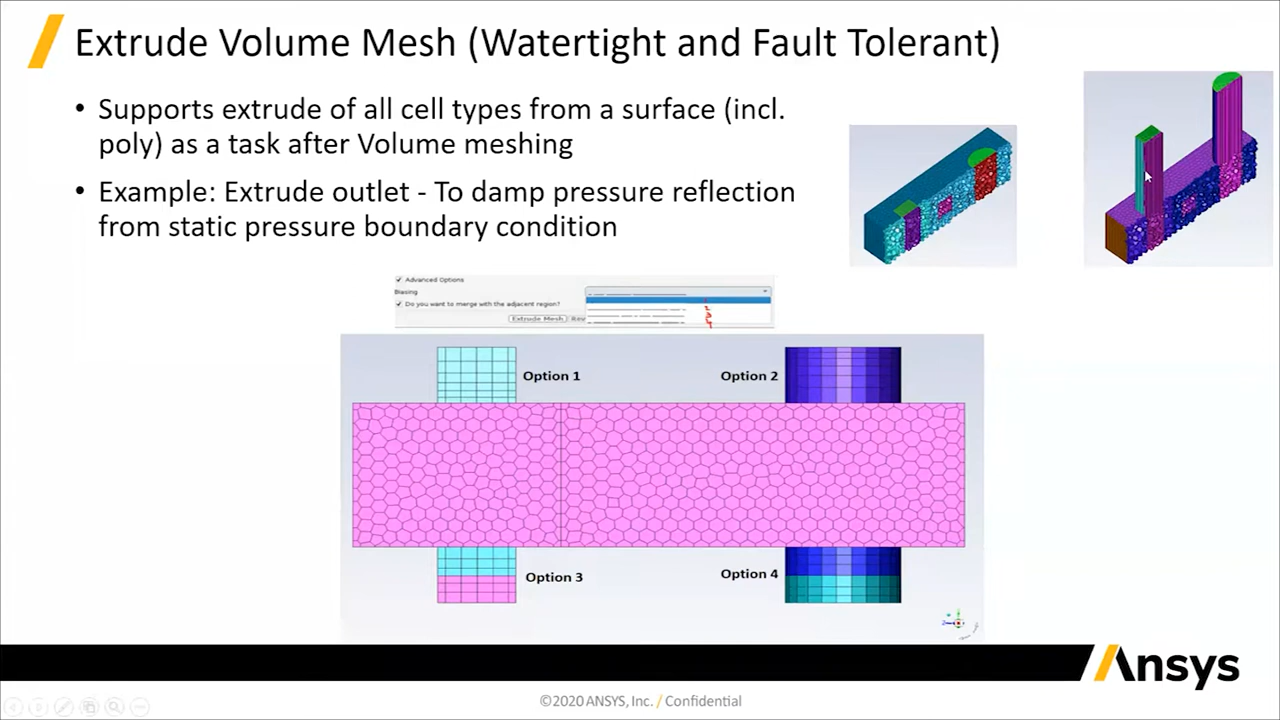 Extrude Volume Mesh (Watertight and Fault Tolerant)
• Supports extrude of all cell types from a surface (incl.
poly) as a task after Volume meshing
• Example: Extrude outlet - To damp pressure reflection
from static pressure boundary condition
Advanced Options
Biasing
Do you want to merge with the adjacent region?
Extrude Mesh
Option 1
Option 2
Option 3
Option 4
Ansys
©2020 ANSYS, Inc. / Confidential